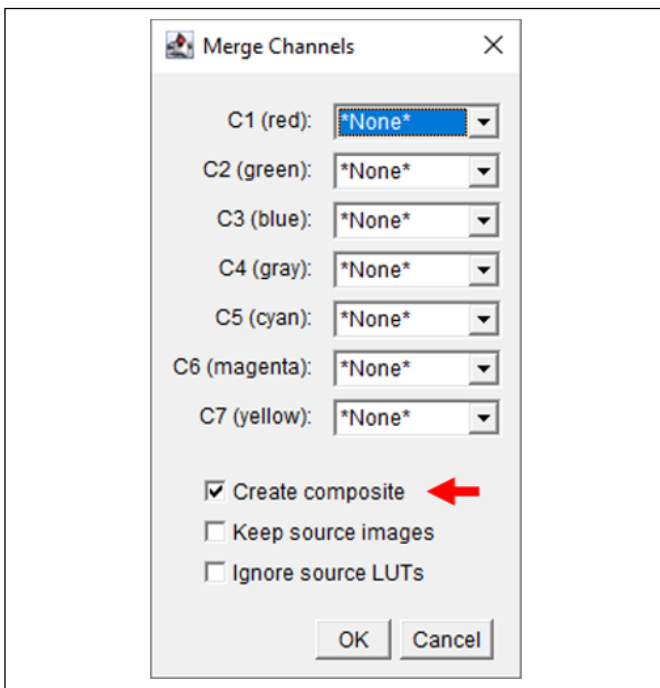 Merge Channels
C1 (red): *None*
C2 (green): *None*
C3 (blue): *None*
C4 (gray): *None*
C5 (cyan): *None*
C6 (magenta): *None*
C7 (yellow): *None*
Create composite
Keep source images
Ignore source LUTs
OK Cancel